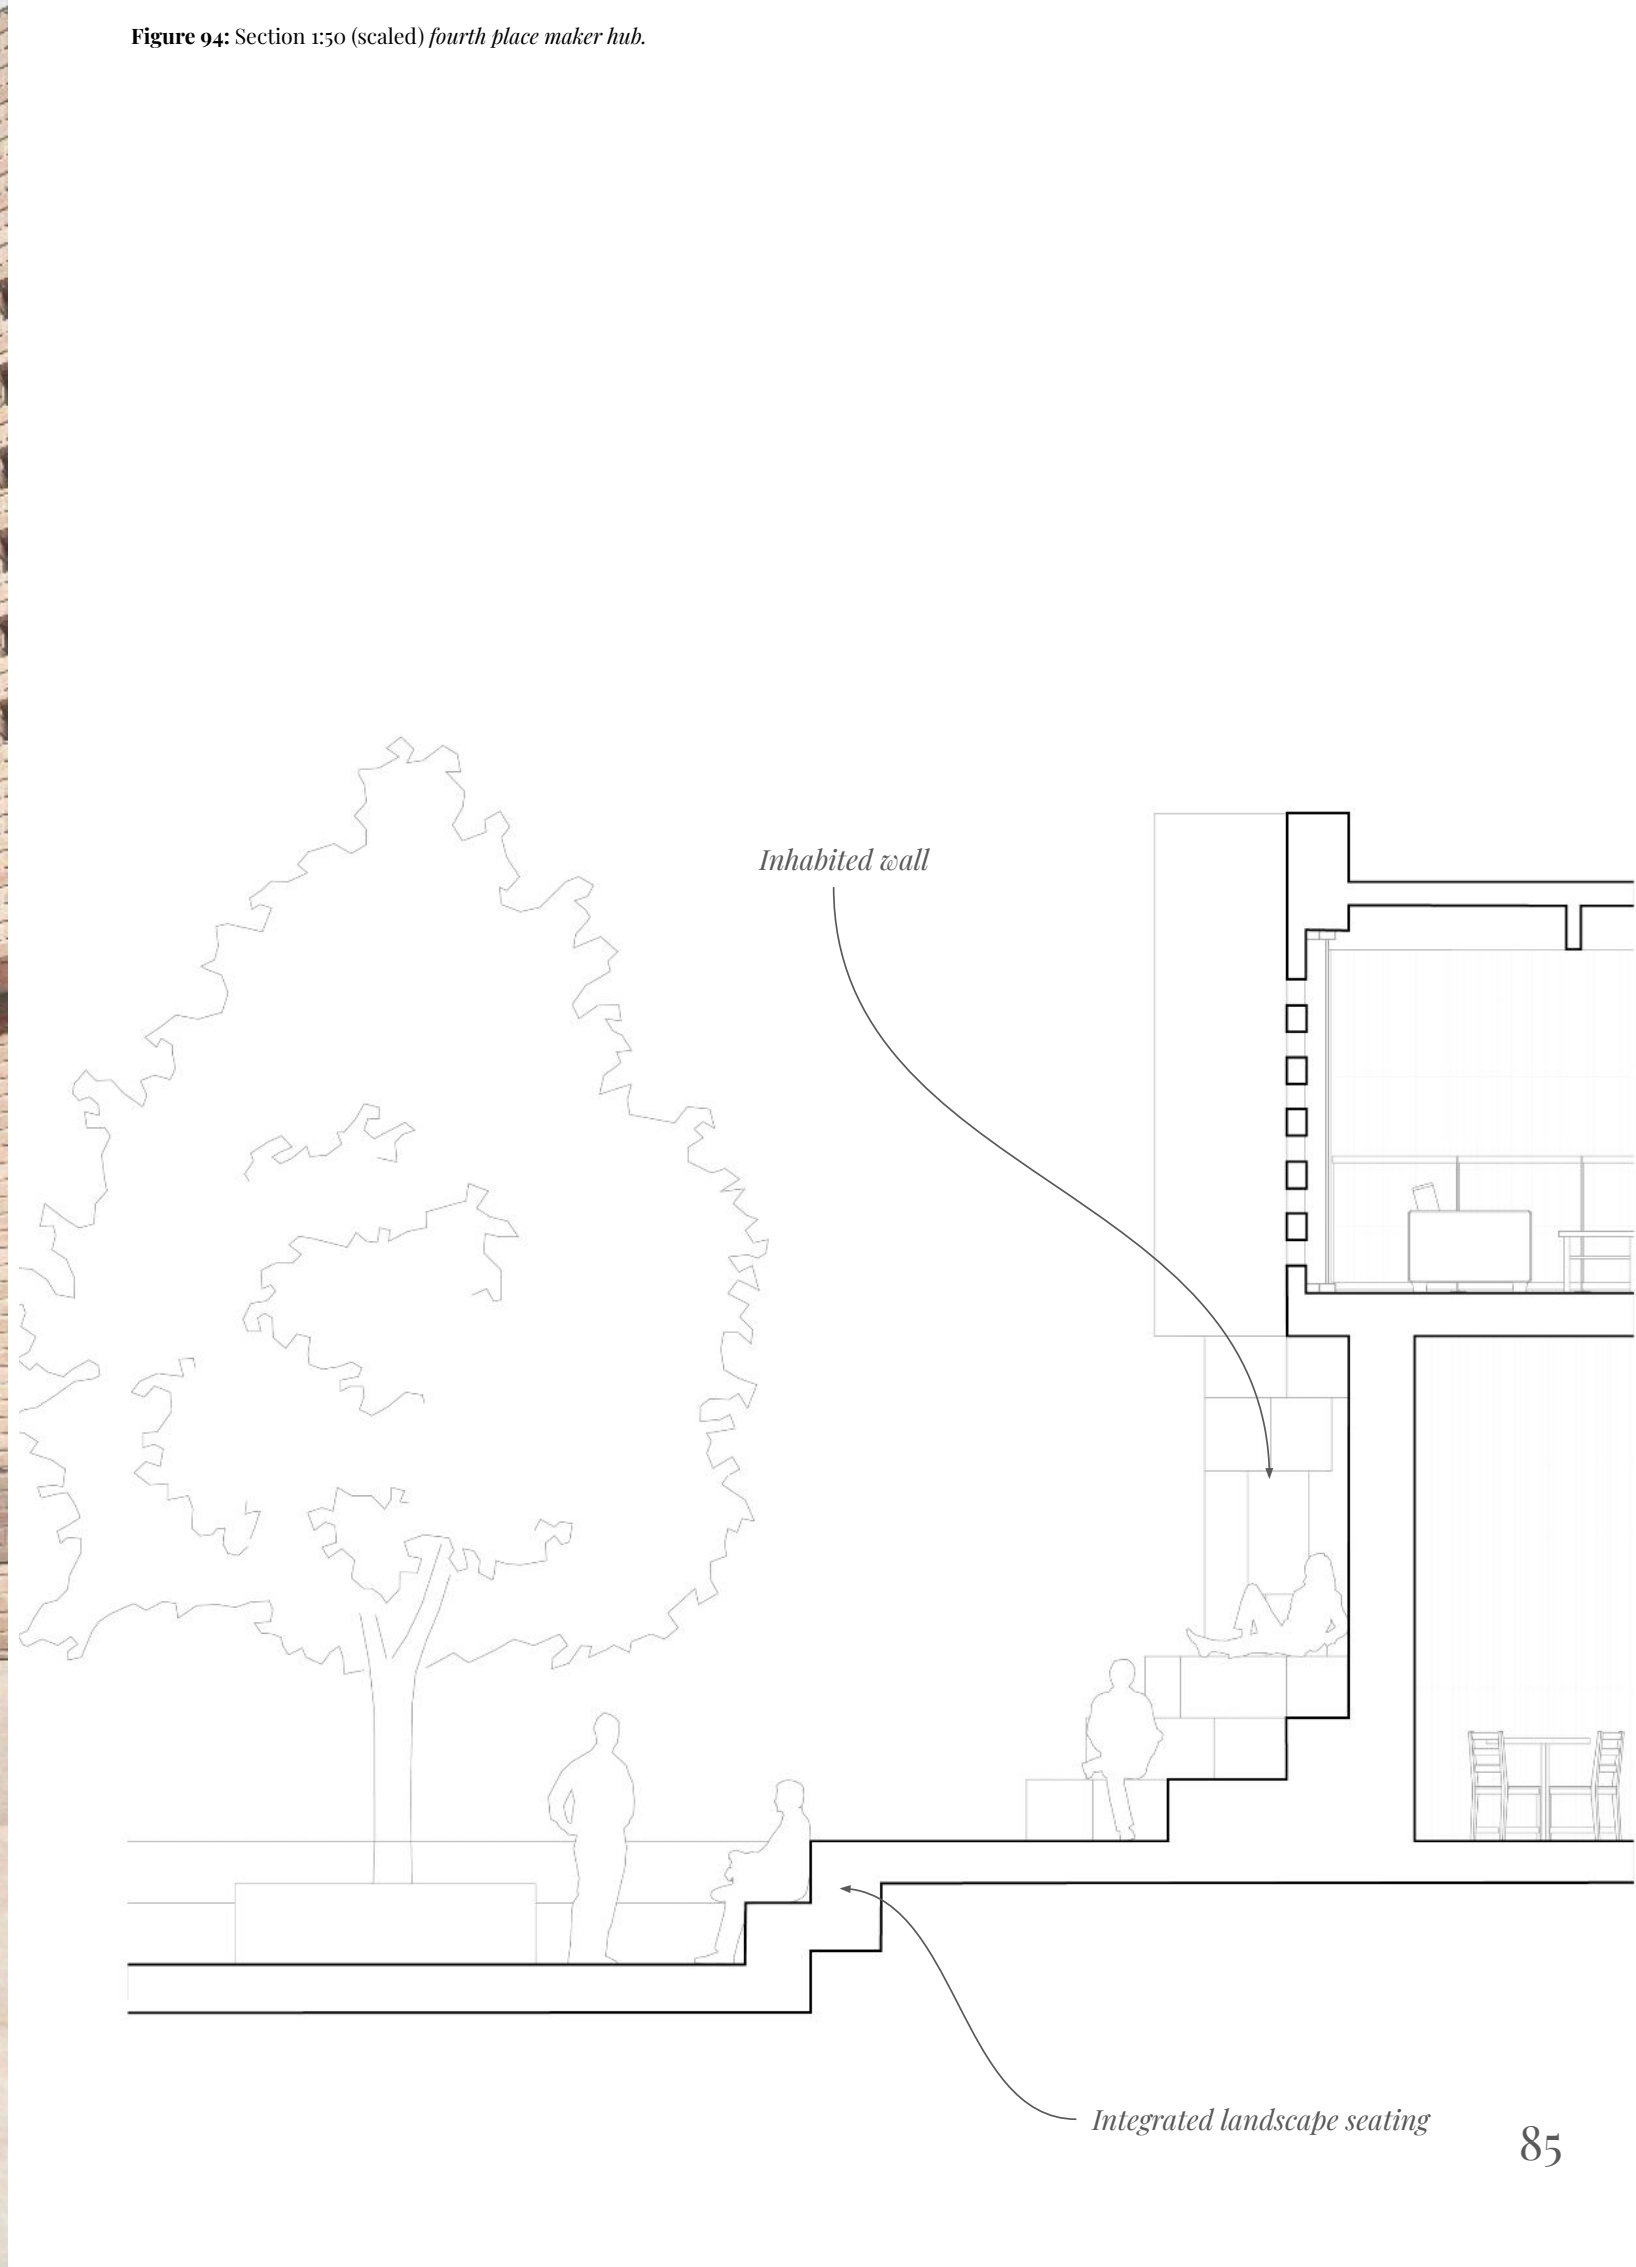 Figure 94: Section 1:50 (scaled) fourth place maker hub.
Inhabited wall
Integrated landscape seating
85